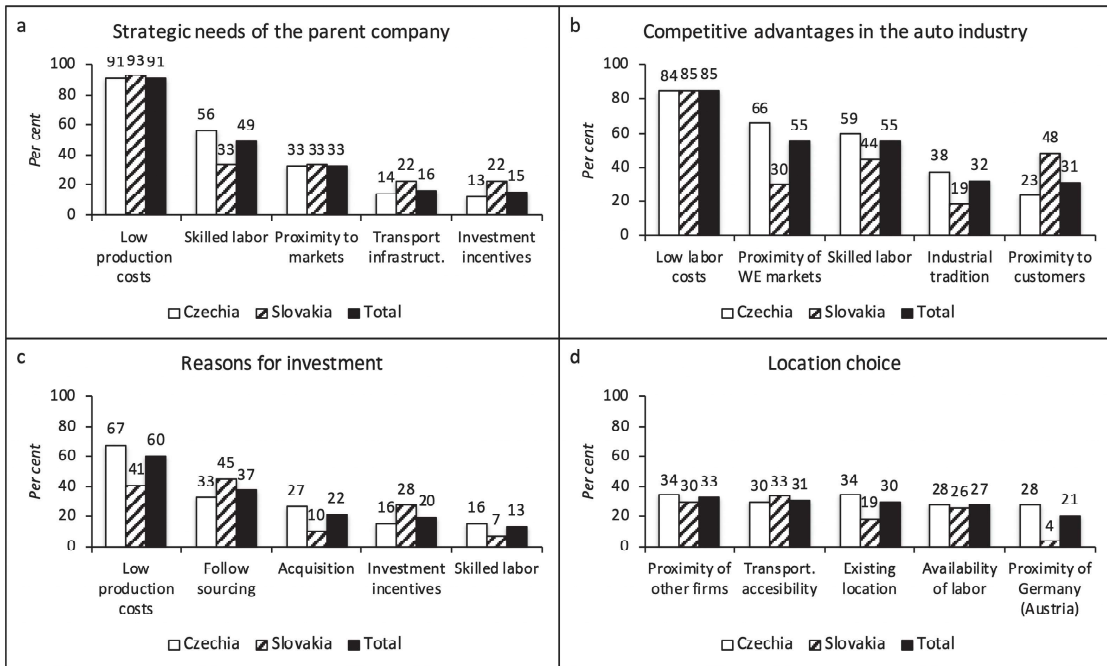 a
Strategic needs of the parent company
Per cent
100
80
60
40
20
0
91 93 91
56 33 49
33 33 33
14 22 16
13 22 15
Low production costs
Skilled labor
Proximity to markets
Transport infrastruct.
Investment incentives
Czechia Slovakia Total
b
Competitive advantages in the auto industry
Per cent
100
80
60
40
20
0
84 85 85
66 30 55
59 44 55
38 19 32
23 48 31
Low labor costs
Proximity of WE markets
Skilled labor
Industrial tradition
Proximity to customers
Czechia Slovakia Total
c
Reasons for investment
Per cent
100
80
60
40
20
0
67 41 60
33 45 37
27 10 22
16 28 20
16 7 13
Low production costs
Follow sourcing
Acquisition
Investment incentives
Skilled labor
Czechia Slovakia Total
d
Location choice
Per cent
100
80
60
40
20
0
34 30 33
30 33 31
34 19 30
28 26 27
28 4 21
Proximity of other firms
Transport. accesibility
Existing location
Availability of labor
Proximity of Germany (Austria)
Czechia Slovakia Total